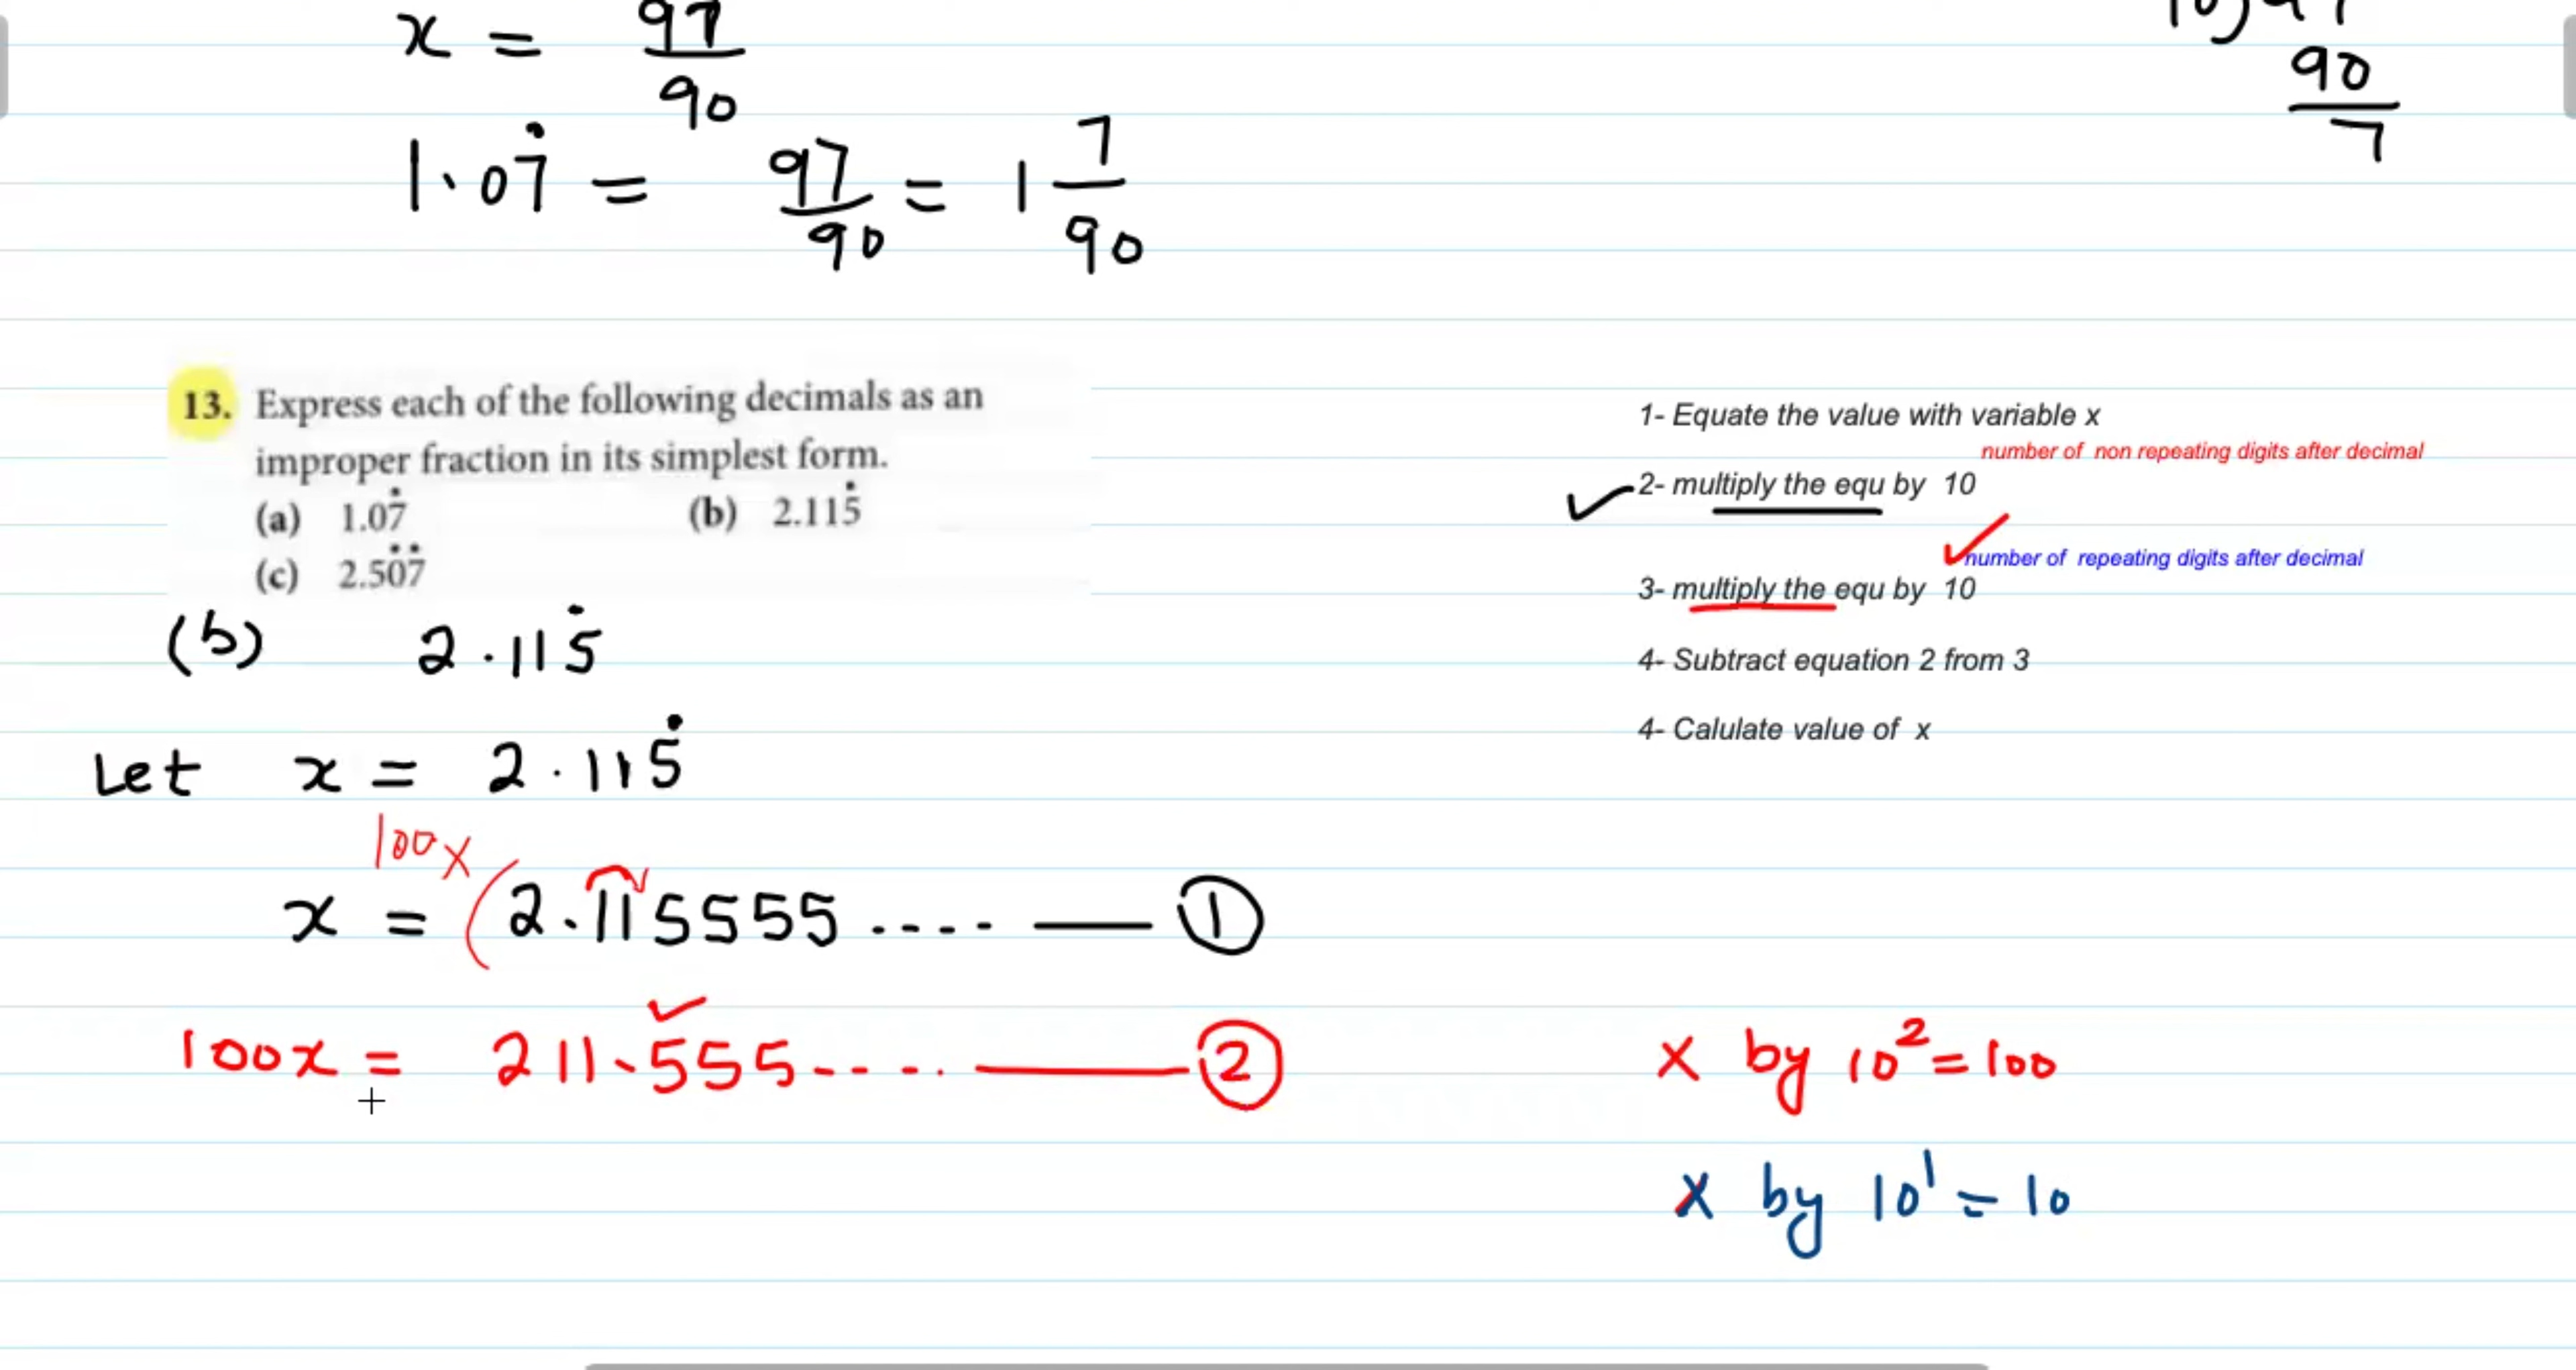 x = 97/90
90
7
1.07̇ = 97/90 = 1 7/90
13. Express each of the following decimals as an
improper fraction in its simplest form.
(a) 1.07̇ (b) 2.115̇
(c) 2.50̇7̇
1- Equate the value with variable x
number of non repeating digits after decimal
2- multiply the equ by 10
number of repeating digits after decimal
3- multiply the equ by 10
4- Subtract equation 2 from 3
4- Calulate value of x
(b) 2.115̇
Let x = 2.115̇
100x
x = (2.115555.... — ①
100x = 211.555.... — ②
x by 10² = 100
x by 10¹ = 10